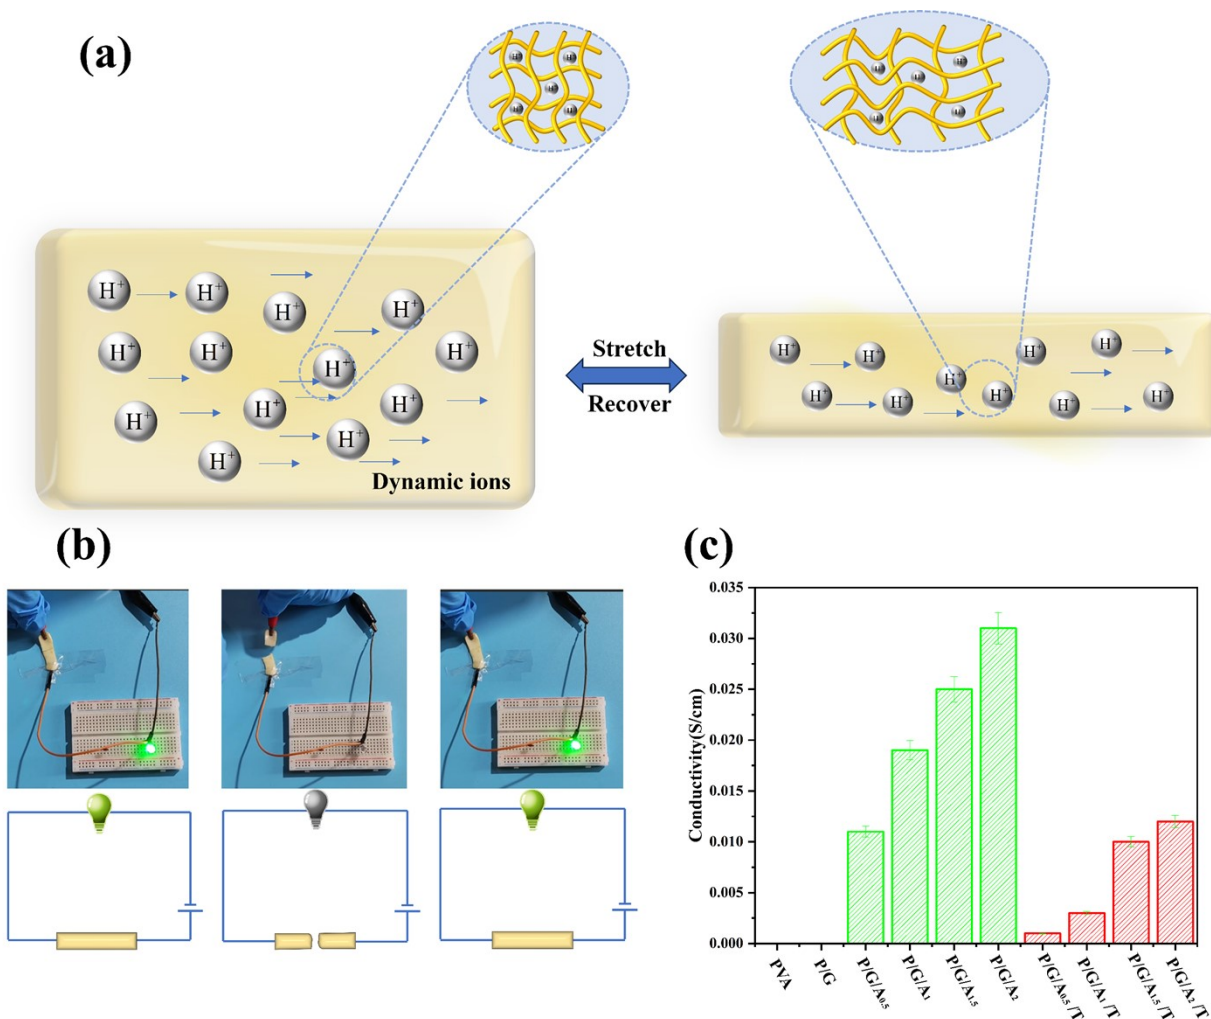 (a)
H
H
H
H
H
H
H
H
H
H
H⁺
H⁺
H⁺
H⁺
H⁺
H⁺
H⁺
H⁺
H⁺
H⁺
H⁺
H⁺
H⁺
Dynamic ions
Stretch
Recover
H⁺
H⁺
H⁺
H⁺
H⁺
H⁺
H⁺
H⁺
H⁺
H⁺
(b)
(c)
Conductivity(S/cm)
0.035
0.030
0.025
0.020
0.015
0.010
0.005
0.000
PVA
P/G
P/G/A₀.₅
P/G/A₁
P/G/A₁.₅
P/G/A₂
P/G/A₀.₅/T
P/G/A₁/T
P/G/A₁.₅/T
P/G/A₂/T